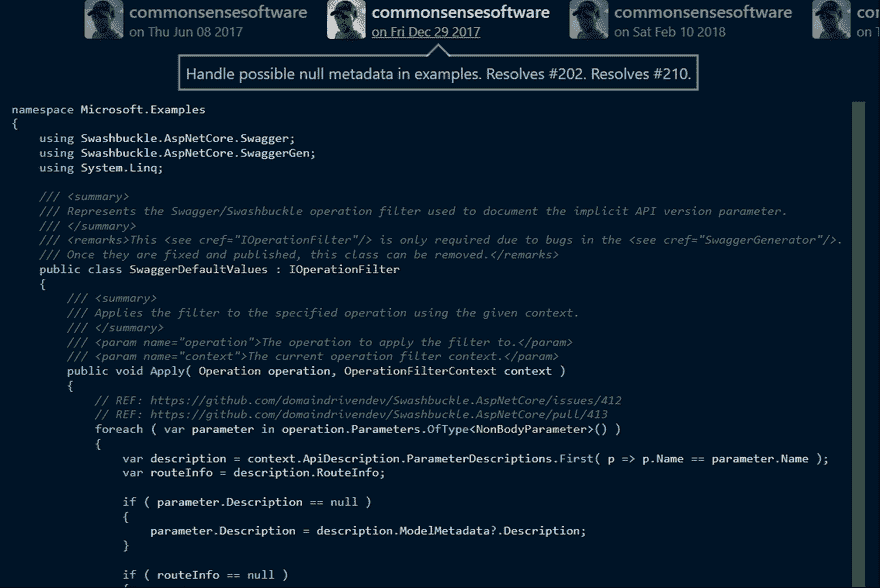 commonsensesoftware commonsensesoftware commonsensesoftware co
on Thu Jun 08 2017 on Fri Dec 29 2017 on Sat Feb 10 2018 on T
Handle possible null metadata in examples. Resolves #202. Resolves #210.
namespace Microsoft.Examples
{
    using Swashbuckle.AspNetCore.Swagger;
    using Swashbuckle.AspNetCore.SwaggerGen;
    using System.Linq;
    /// <summary>
    /// Represents the Swagger/Swashbuckle operation filter used to document the implicit API version parameter.
    /// </summary>
    /// <remarks>This <see cref="IOperationFilter"/> is only required due to bugs in the <see cref="SwaggerGenerator"/>.
    /// Once they are fixed and published, this class can be removed.</remarks>
    public class SwaggerDefaultValues : IOperationFilter
    {
        /// <summary>
        /// Applies the filter to the specified operation using the given context.
        /// </summary>
        /// <param name="operation">The operation to apply the filter to.</param>
        /// <param name="context">The current operation filter context.</param>
        public void Apply( Operation operation, OperationFilterContext context )
        {
            // REF: https://github.com/domaindrivendev/Swashbuckle.AspNetCore/issues/412
            // REF: https://github.com/domaindrivendev/Swashbuckle.AspNetCore/pull/413
            foreach ( var parameter in operation.Parameters.OfType<NonBodyParameter>() )
            {
                var description = context.ApiDescription.ParameterDescriptions.First( p => p.Name == parameter.Name );
                var routeInfo = description.RouteInfo;
                if ( parameter.Description == null )
                {
                    parameter.Description = description.ModelMetadata?.Description;
                }
                if ( routeInfo == null )